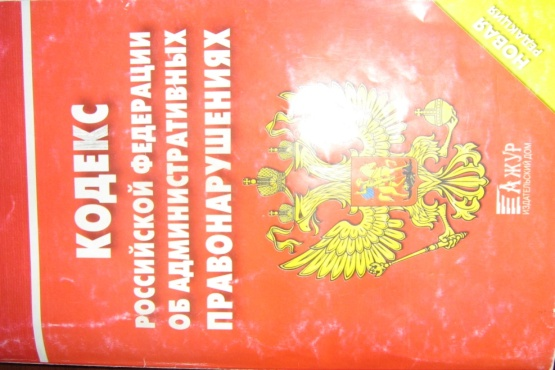 НОВАЯ
РЕДАКЦИЯ
КОДЕКС
РОССИЙСКОЙ ФЕДЕРАЦИИ
ОБ АДМИНИСТРАТИВНЫХ
ПРАВОНАРУШЕНИЯХ
АЖУР
ИЗДАТЕЛЬСКИЙ ДОМ